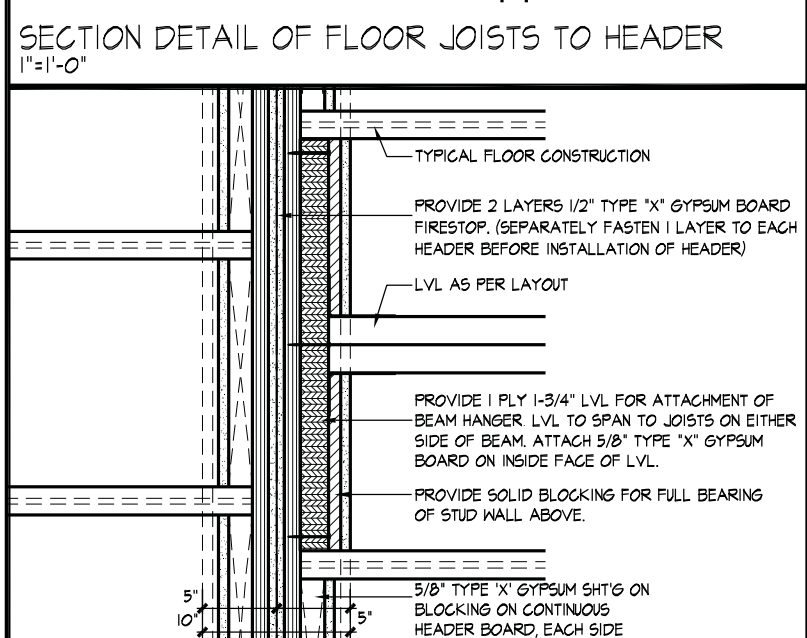 SECTION DETAIL OF FLOOR JOISTS TO HEADER
1"=1'-0"
TYPICAL FLOOR CONSTRUCTION
PROVIDE 2 LAYERS 1/2" TYPE "X" GYPSUM BOARD
FIRESTOP. (SEPARATELY FASTEN 1 LAYER TO EACH
HEADER BEFORE INSTALLATION OF HEADER)
LVL AS PER LAYOUT
PROVIDE 1 PLY 1-3/4" LVL FOR ATTACHMENT OF
BEAM HANGER. LVL TO SPAN TO JOISTS ON EITHER
SIDE OF BEAM. ATTACH 5/8" TYPE "X" GYPSUM
BOARD ON INSIDE FACE OF LVL.
PROVIDE SOLID BLOCKING FOR FULL BEARING
OF STUD WALL ABOVE.
5/8" TYPE 'X' GYPSUM SHT'G ON
BLOCKING ON CONTINUOUS
HEADER BOARD, EACH SIDE
5"
10"
5"